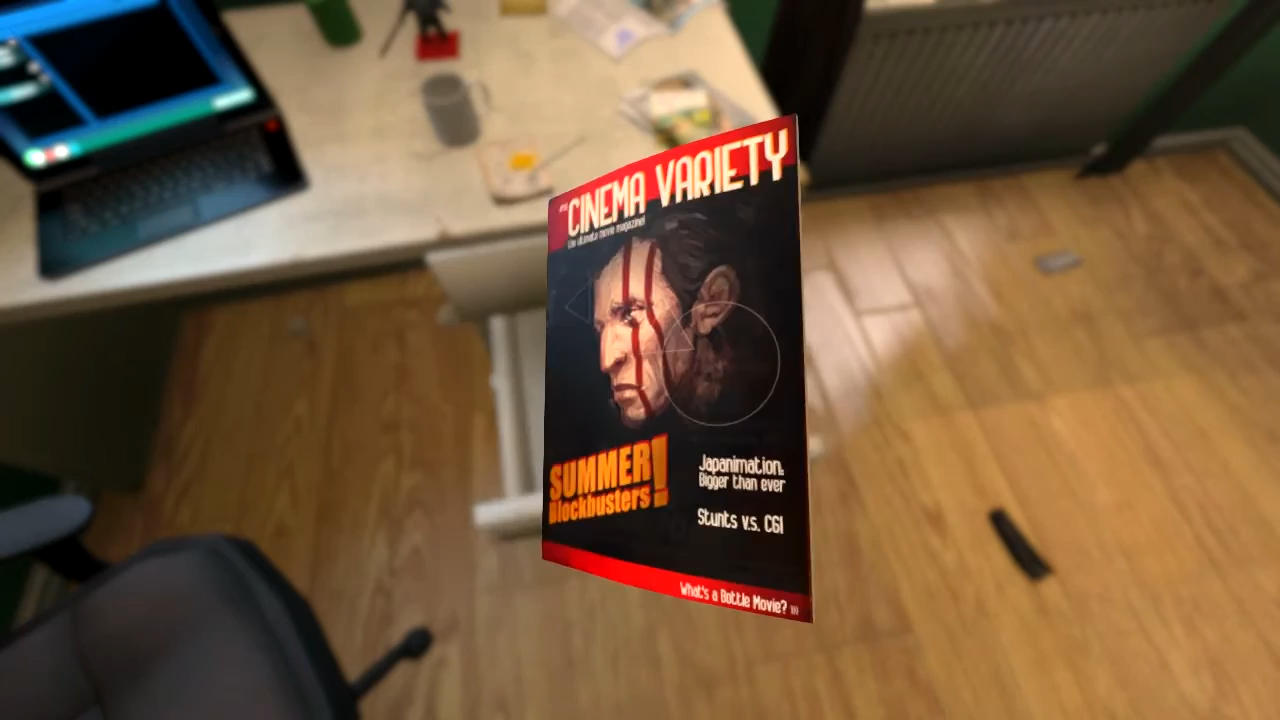 CINEMA VARIETY
the ultimate movie magazine!
SUMMER!
Blockbusters
Japanimation.
Bigger than ever
Stunts v.s. CGI
What's a Bottle Movie? »